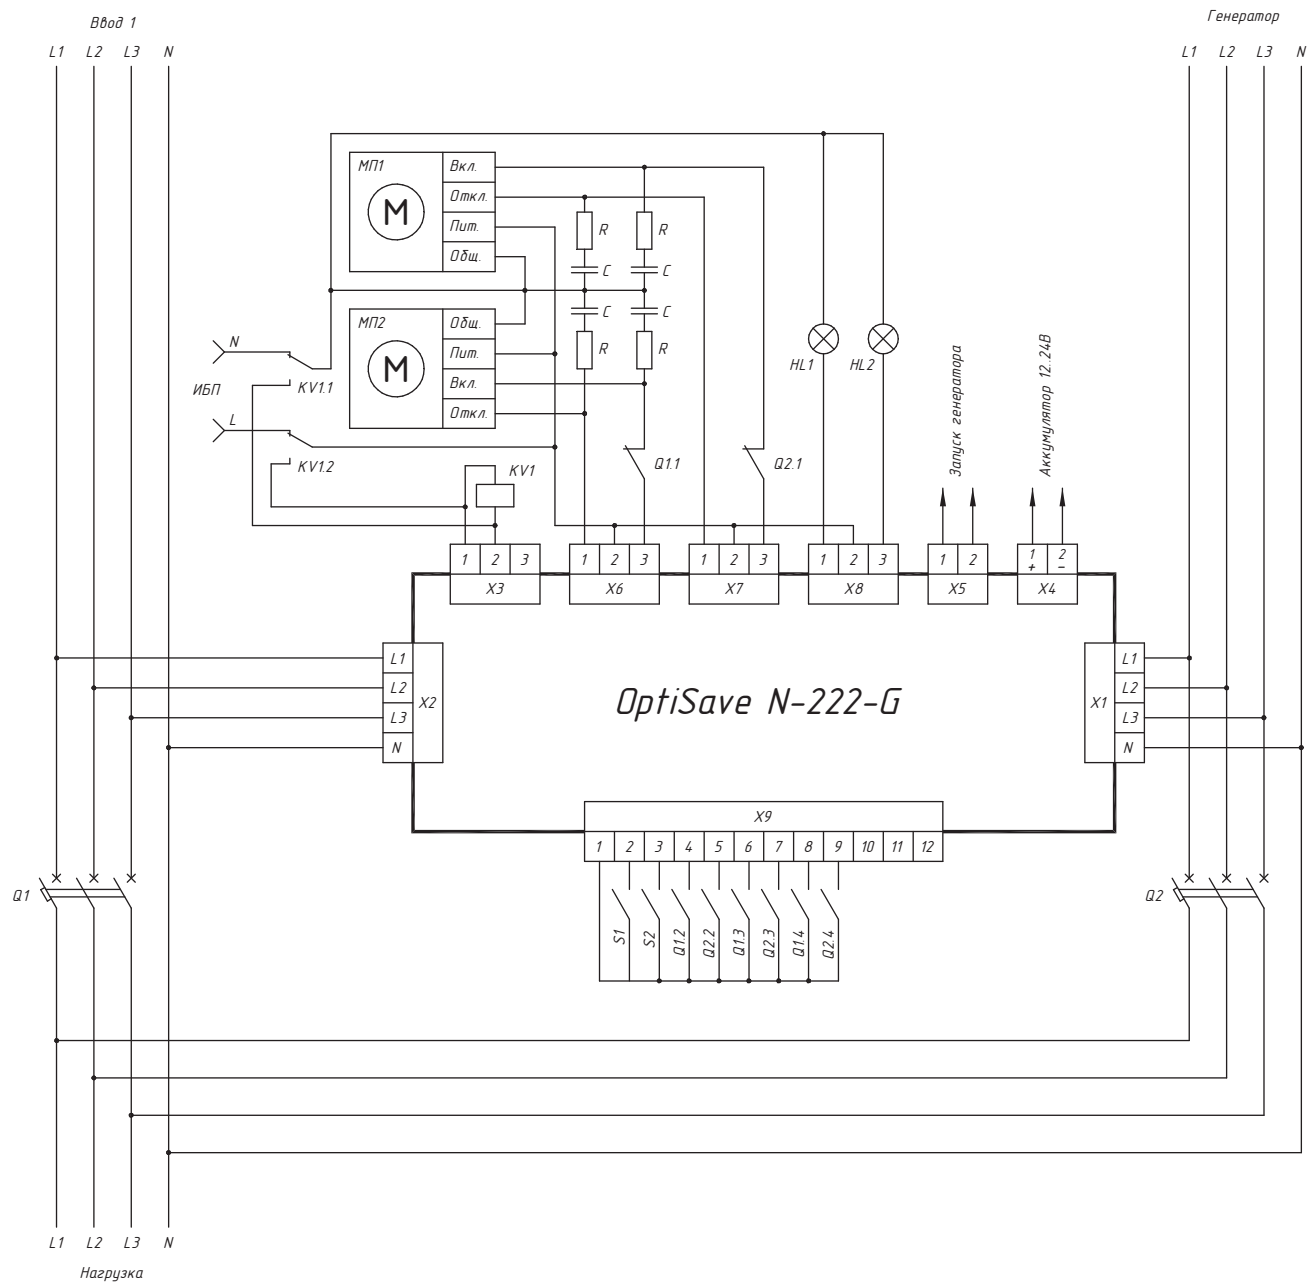 Ввод 1
Генератор
L1 L2 L3 N
L1 L2 L3 N
МП1
Вкл.
Откл.
Пит.
Общ.
M
R R
C C
МП2
Общ.
Пит.
Вкл.
Откл.
M
C C
R R
N
ИБП
KV1.1
L
KV1.2
KV1
Q1.1
Q2.1
HL1
HL2
Запуск генератора
Аккумулятор 12..24В
1 2 3
X3
1 2 3
X6
1 2 3
X7
1 2 3
X8
1 2
X5
1 2
+ –
X4
L1
L2
L3
N
X2
OptiSave N-222-G
X1
L1
L2
L3
N
X9
1 2 3 4 5 6 7 8 9 10 11 12
S1 S2 Q1.2 Q2.2 Q1.3 Q2.3 Q1.4 Q2.4
Q1
Q2
L1 L2 L3 N
Нагрузка